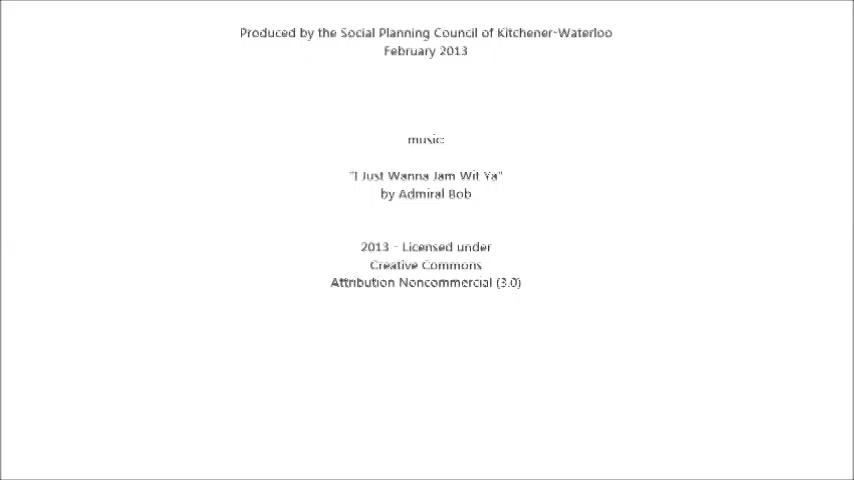 Produced by the Social Planning Council of Kitchener-Waterloo
February 2013
music:
"I Just Wanna Jam Wit Ya"
by Admiral Bob
2013 - Licensed under
Creative Commons
Attribution Noncommercial (3.0)